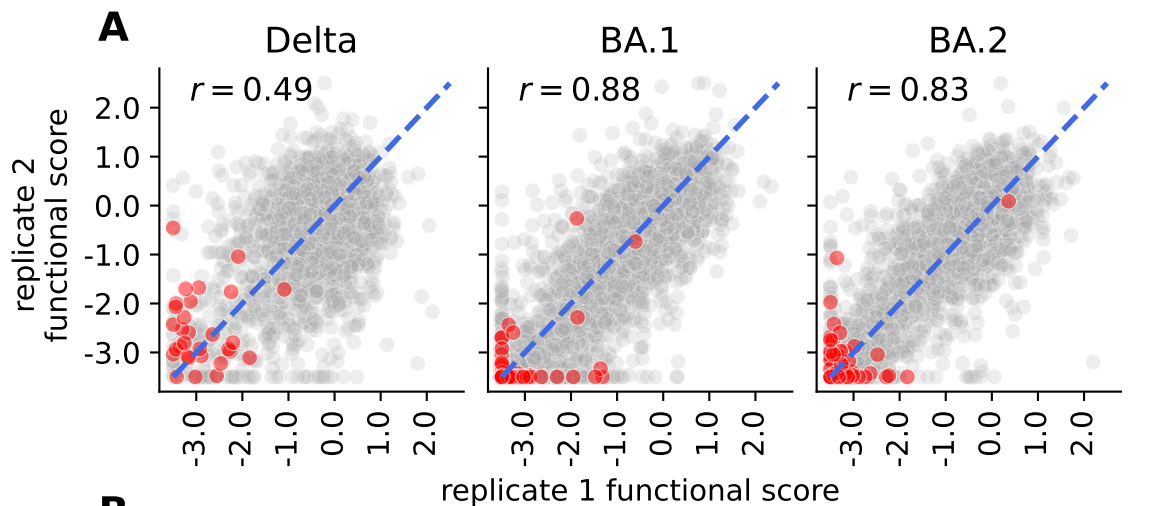 A
Delta
BA.1
BA.2
r = 0.49
r = 0.88
r = 0.83
replicate 2
functional score
2.0
1.0
0.0
-1.0
-2.0
-3.0
-3.0 -2.0 -1.0 0.0 1.0 2.0
-3.0 -2.0 -1.0 0.0 1.0 2.0
-3.0 -2.0 -1.0 0.0 1.0 2.0
replicate 1 functional score